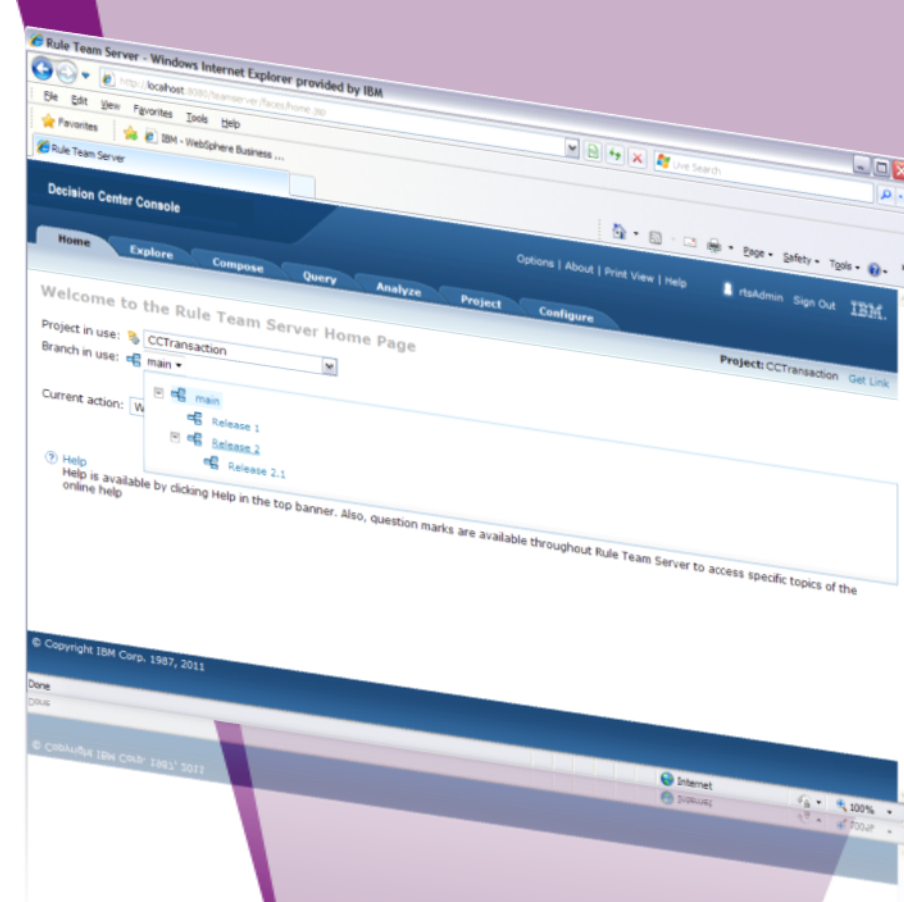 Rule Team Server - Windows Internet Explorer provided by IBM
http://localhost:8080/teamserver/faces/home.jsp
Live Search
File Edit View Favorites Tools Help
Favorites
IBM - WebSphere Business ...
Rule Team Server
Page Safety Tools
Decision Center Console
Options | About | Print View | Help
rtsAdmin Sign Out IBM.
Home Explore Compose Query Analyze Project Configure
Project: CCTransaction Get Link
Welcome to the Rule Team Server Home Page
Project in use: CCTransaction
Branch in use: main
main
Release 1
Release 2
Release 2.1
Current action: W
Help
Help is available by clicking Help in the top banner. Also, question marks are available throughout Rule Team Server to access specific topics of the
online help
© Copyright IBM Corp. 1987, 2011
Done
Internet
100%